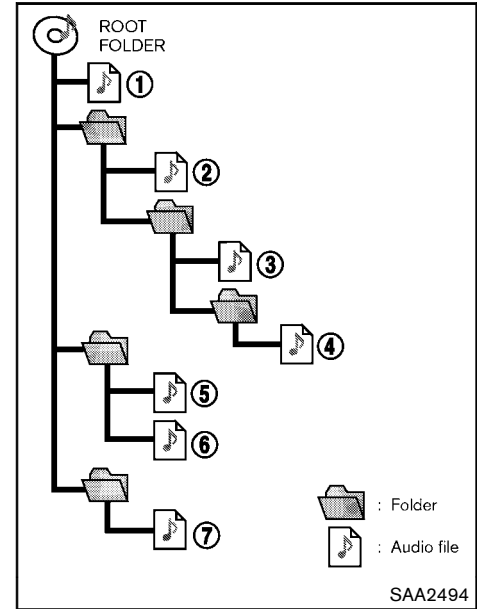 ROOT
FOLDER
①
②
③
④
⑤
⑥
⑦
: Folder
: Audio file
SAA2494